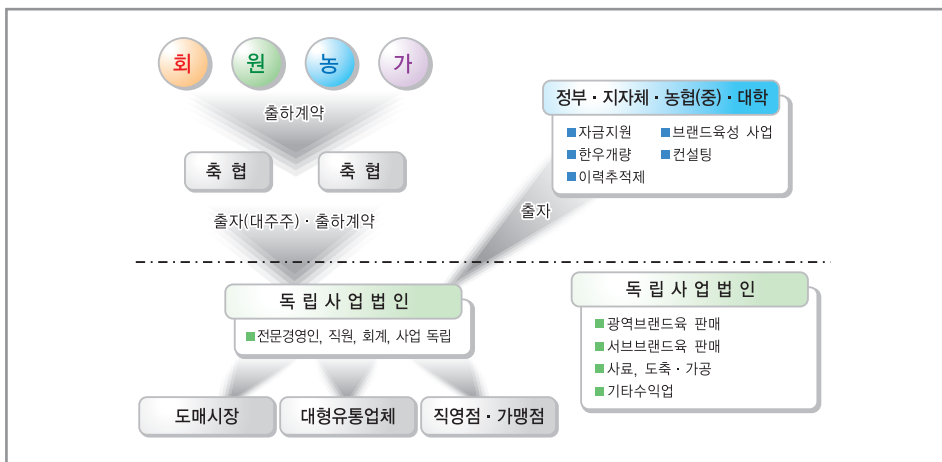 회 원 농 가
출하계약
축 협
축 협
출자(대주주)·출하계약
정부·지자체·농협(중)·대학
■자금지원 ■브랜드육성 사업
■한우개량 ■컨설팅
■이력추적제
출자
독 립 사 업 법 인
■전문경영인, 직원, 회계, 사업 독립
도매시장
대형유통업체
직영점·가맹점
독 립 사 업 법 인
■광역브랜드육 판매
■서브브랜드육 판매
■사료, 도축·가공
■기타수익업